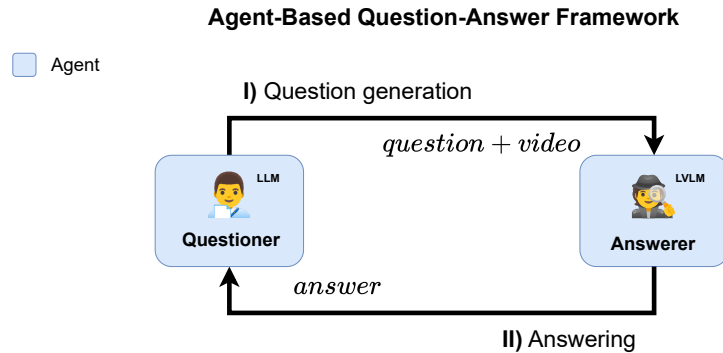 Agent-Based Question-Answer Framework
Agent
I) Question generation
question + video
LLM
Questioner
LVLM
Answerer
answer
II) Answering